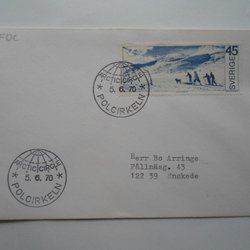 FDC
45
SVERIGE
ARCTIC CIRCLE
5. 6. 70
* POLCIRKELN *
ARCTIC CIRCLE
5. 6. 70
* POLCIRKELN *
Herr Bo Arringe
Fällnäsg. 43
122 39 Enskede